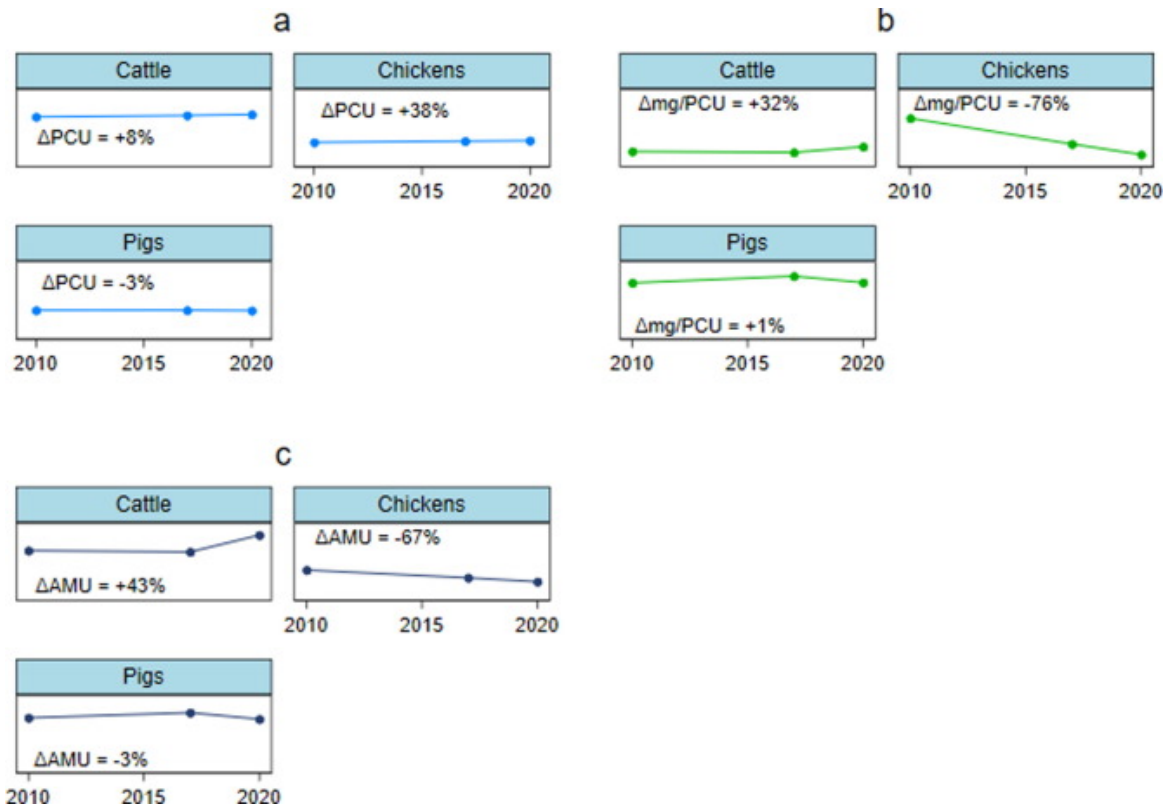 a
Cattle
Chickens
ΔPCU = +8%
ΔPCU = +38%
2010 2015 2020
Pigs
ΔPCU = -3%
2010 2015 2020
b
Cattle
Chickens
Δmg/PCU = +32%
Δmg/PCU = -76%
2010 2015 2020
Pigs
Δmg/PCU = +1%
2010 2015 2020
c
Cattle
Chickens
ΔAMU = +43%
ΔAMU = -67%
2010 2015 2020
Pigs
ΔAMU = -3%
2010 2015 2020